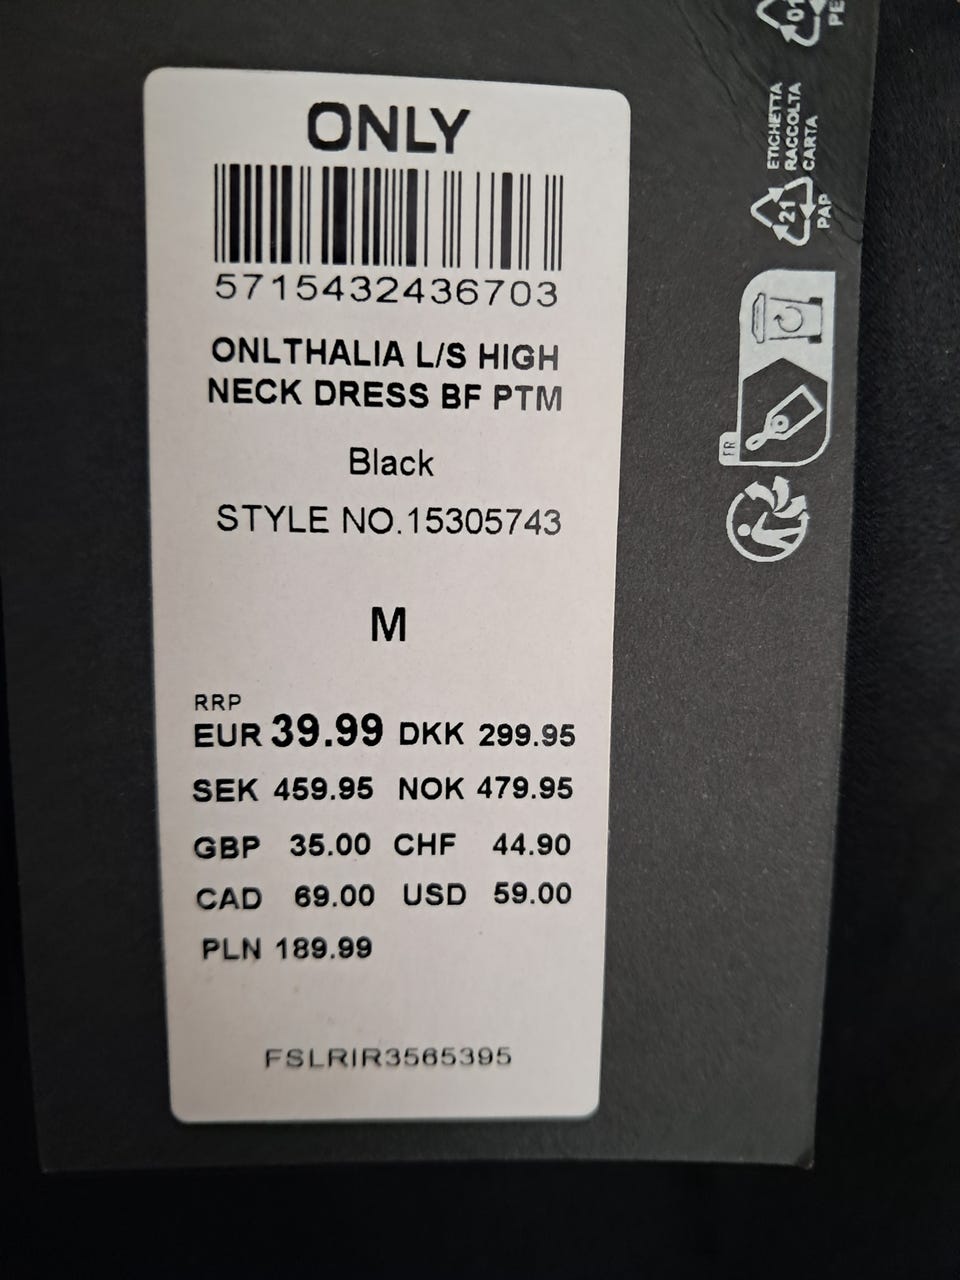 ONLY
5715432436703
ONLTHALIA L/S HIGH
NECK DRESS BF PTM
Black
STYLE NO.15305743
M
RRP
EUR 39.99 DKK 299.95
SEK 459.95 NOK 479.95
GBP 35.00 CHF 44.90
CAD 69.00 USD 59.00
PLN 189.99
FSLRIR3565395
01
PE
ETICHETTA
RACCOLTA
CARTA
21
PAP
FR